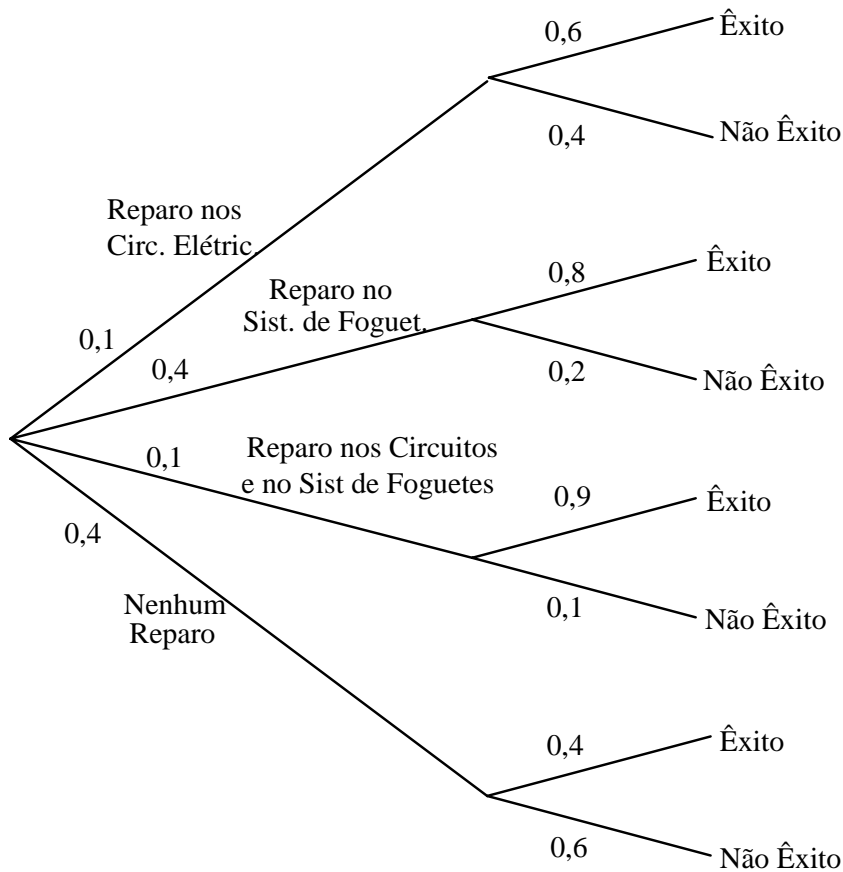 0,6
Êxito
0,4
Não Êxito
Reparo nos
Circ. Elétric.
0,1
Reparo no
Sist. de Foguet.
0,4
0,8
Êxito
0,2
Não Êxito
0,1
Reparo nos Circuitos
e no Sist de Foguetes
0,9
Êxito
0,1
Não Êxito
0,4
Nenhum
Reparo
0,4
Êxito
0,6
Não Êxito